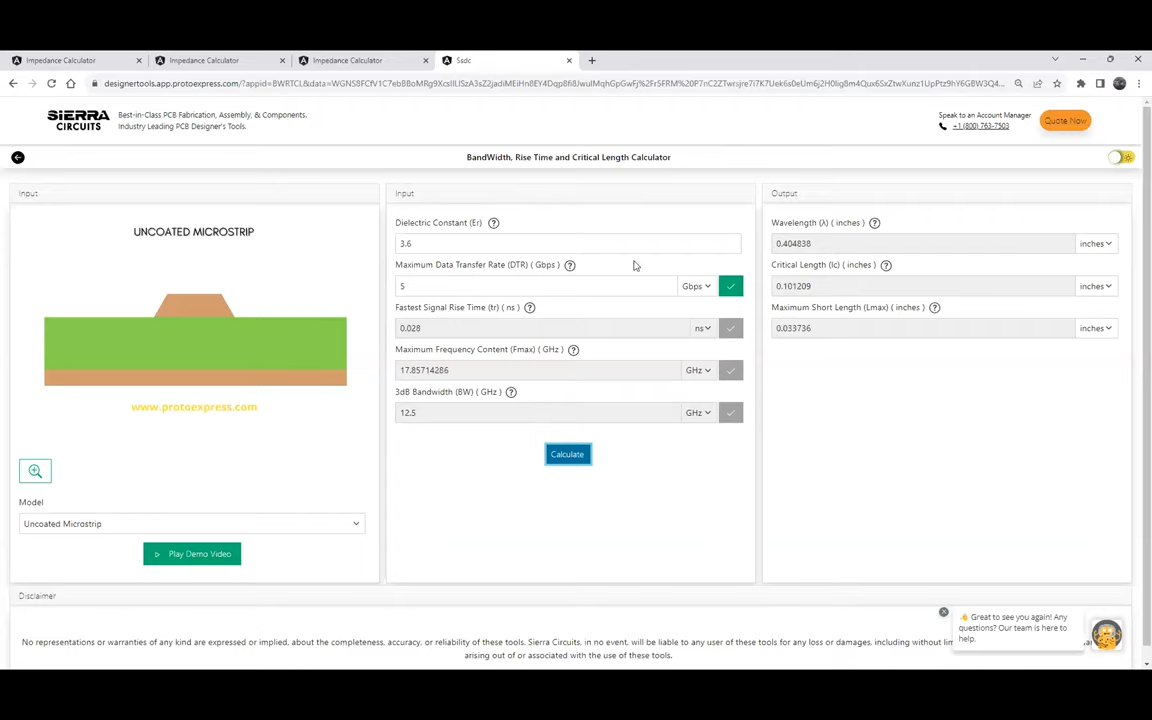 Impedance Calculator
Impedance Calculator
Impedance Calculator
Ssdc
SIERRA CIRCUITS
Best-in-Class PCB Fabrication, Assembly, & Components.
Industry Leading PCB Designer's Tools.
Speak to an Account Manager
+1 (800) 763-7503
Quote Now
BandWidth, Rise Time and Critical Length Calculator
Input
UNCOATED MICROSTRIP
www.protoexpress.com
Model
Uncoated Microstrip
Play Demo Video
Input
Dielectric Constant (Er) ?
3.6
Maximum Data Transfer Rate (DTR) ( Gbps ) ?
5 Gbps
Fastest Signal Rise Time (tr) ( ns ) ?
0.028 ns
Maximum Frequency Content (Fmax) ( GHz ) ?
17.85714286 GHz
3dB Bandwidth (BW) ( GHz ) ?
12.5 GHz
Calculate
Output
Wavelength (λ) ( inches ) ?
0.404838 inches
Critical Length (lc) ( inches ) ?
0.101209 inches
Maximum Short Length (Lmax) ( inches ) ?
0.033736 inches
Disclaimer
No representations or warranties of any kind are expressed or implied, about the completeness, accuracy, or reliability of these tools. Sierra Circuits, in no event, will be liable to any user of these tools for any loss or damages, including without
arising out of or associated with the use of these tools.
Great to see you again! Any
questions? Our team is here to
help.